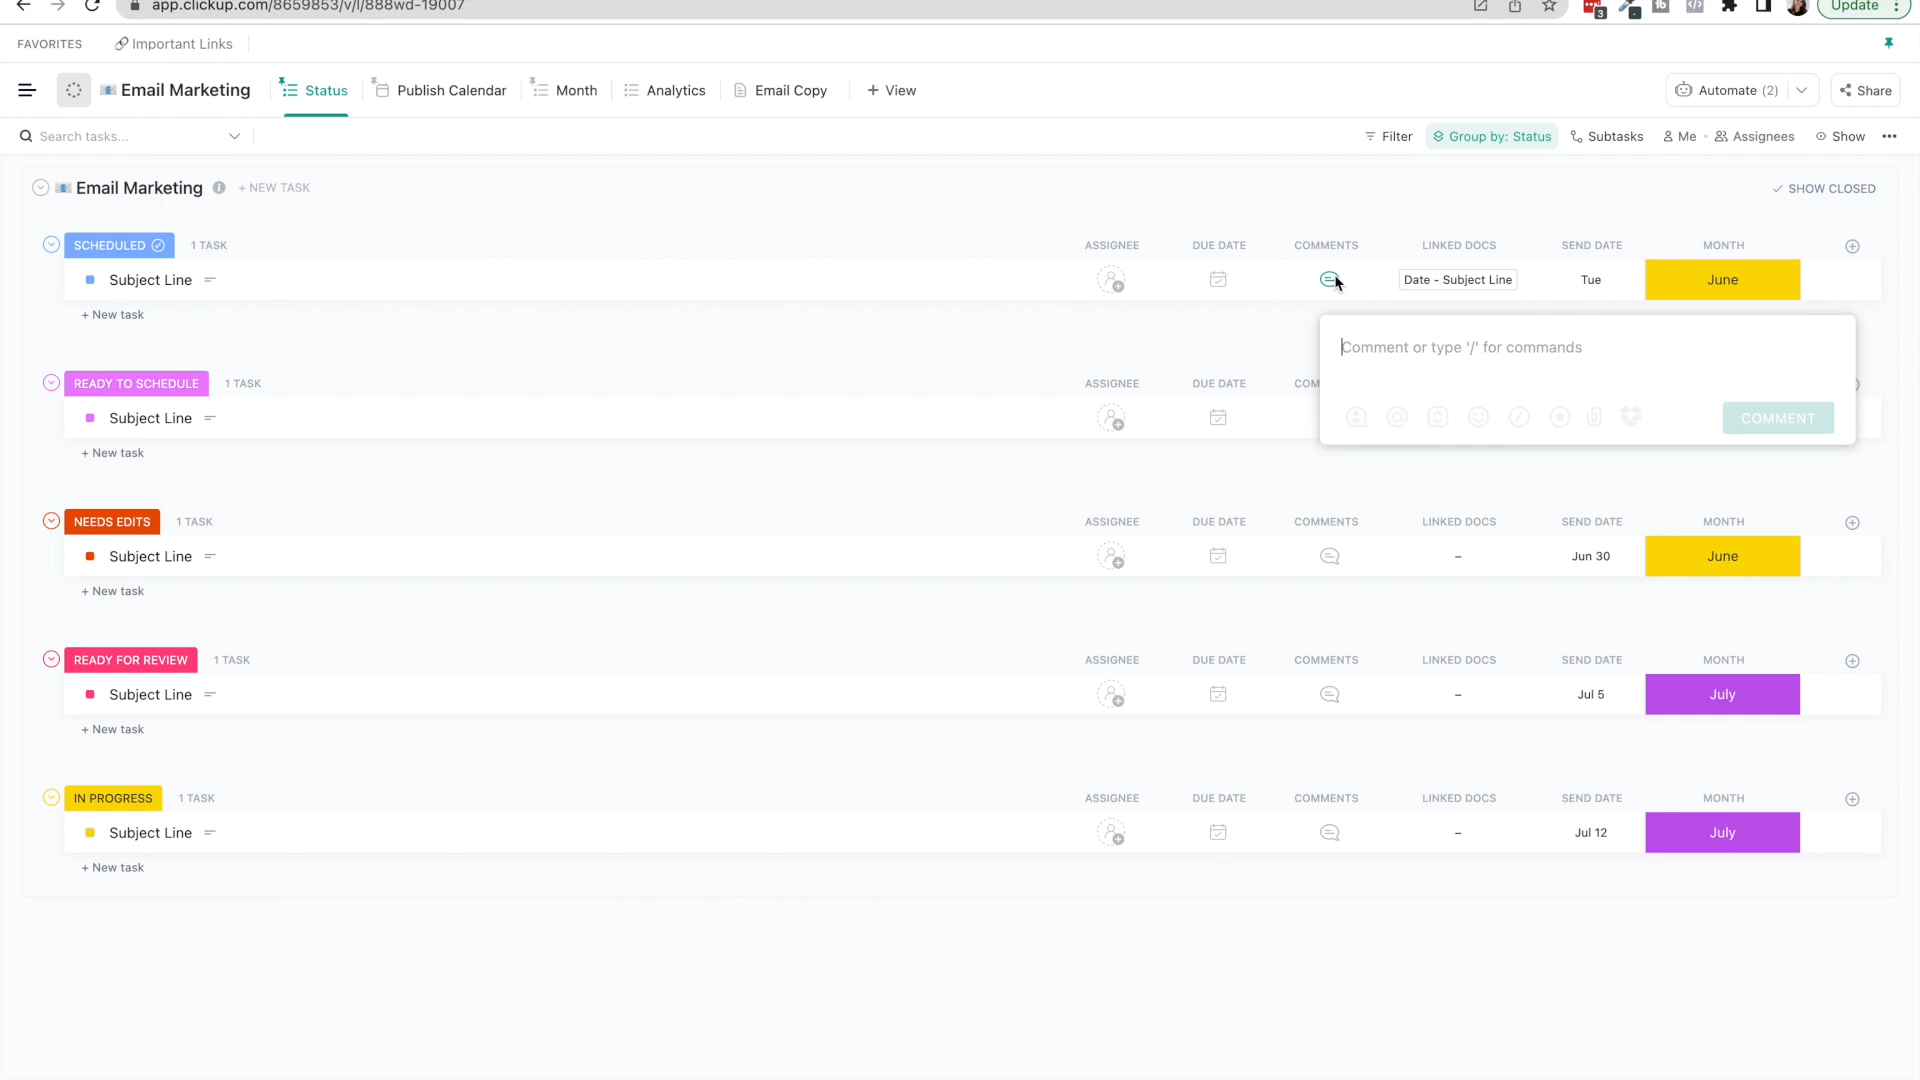 app.clickup.com/8659853/v/l/888wd-19007
3
Update
FAVORITES
Important Links
Email Marketing
Status
Publish Calendar
Month
Analytics
Email Copy
+ View
Automate (2)
Share
Search tasks...
Filter
Group by: Status
Subtasks
Me
Assignees
Show
Email Marketing
+ NEW TASK
SHOW CLOSED
SCHEDULED
1 TASK
ASSIGNEE
DUE DATE
COMMENTS
LINKED DOCS
SEND DATE
MONTH
Subject Line
Date - Subject Line
Tue
June
+ New task
Comment or type '/' for commands
COMMENT
READY TO SCHEDULE
1 TASK
ASSIGNEE
DUE DATE
COM
Subject Line
+ New task
NEEDS EDITS
1 TASK
ASSIGNEE
DUE DATE
COMMENTS
LINKED DOCS
SEND DATE
MONTH
Subject Line
–
Jun 30
June
+ New task
READY FOR REVIEW
1 TASK
ASSIGNEE
DUE DATE
COMMENTS
LINKED DOCS
SEND DATE
MONTH
Subject Line
–
Jul 5
July
+ New task
IN PROGRESS
1 TASK
ASSIGNEE
DUE DATE
COMMENTS
LINKED DOCS
SEND DATE
MONTH
Subject Line
–
Jul 12
July
+ New task